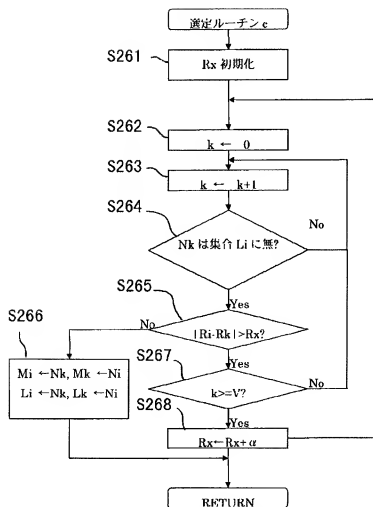 選定ルーチン c
S261
Rx 初期化
S262
k ← 0
S263
k ← k+1
S264
No
Nkは集合 Liに無?
S265
Yes
S266
No
|Ri-Rk|>Rx?
S267
Yes
Mi ←Nk, Mk ←Ni
Li ←Nk, Lk ←Ni
k>=V?
No
S268
Yes
Rx←Rx+α
RETURN